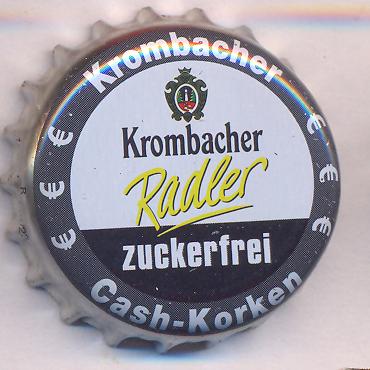 Krombacher
€ € €
€ € €
Krombacher
Radler
zuckerfrei
Cash-Korken